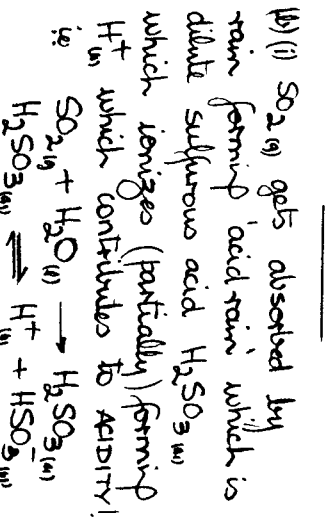 (b)(i) SO₂(g) gets absorbed by
rain forming 'acid rain' which is
dilute sulfurous acid H₂SO₃(aq)
which ionizes (partially) forming
H⁺(aq) which contributes to ACIDITY!
i.e.
SO₂(g) + H₂O(l) → H₂SO₃(aq)
H₂SO₃(aq) ⇌ H⁺(aq) + HSO₃⁻(aq)